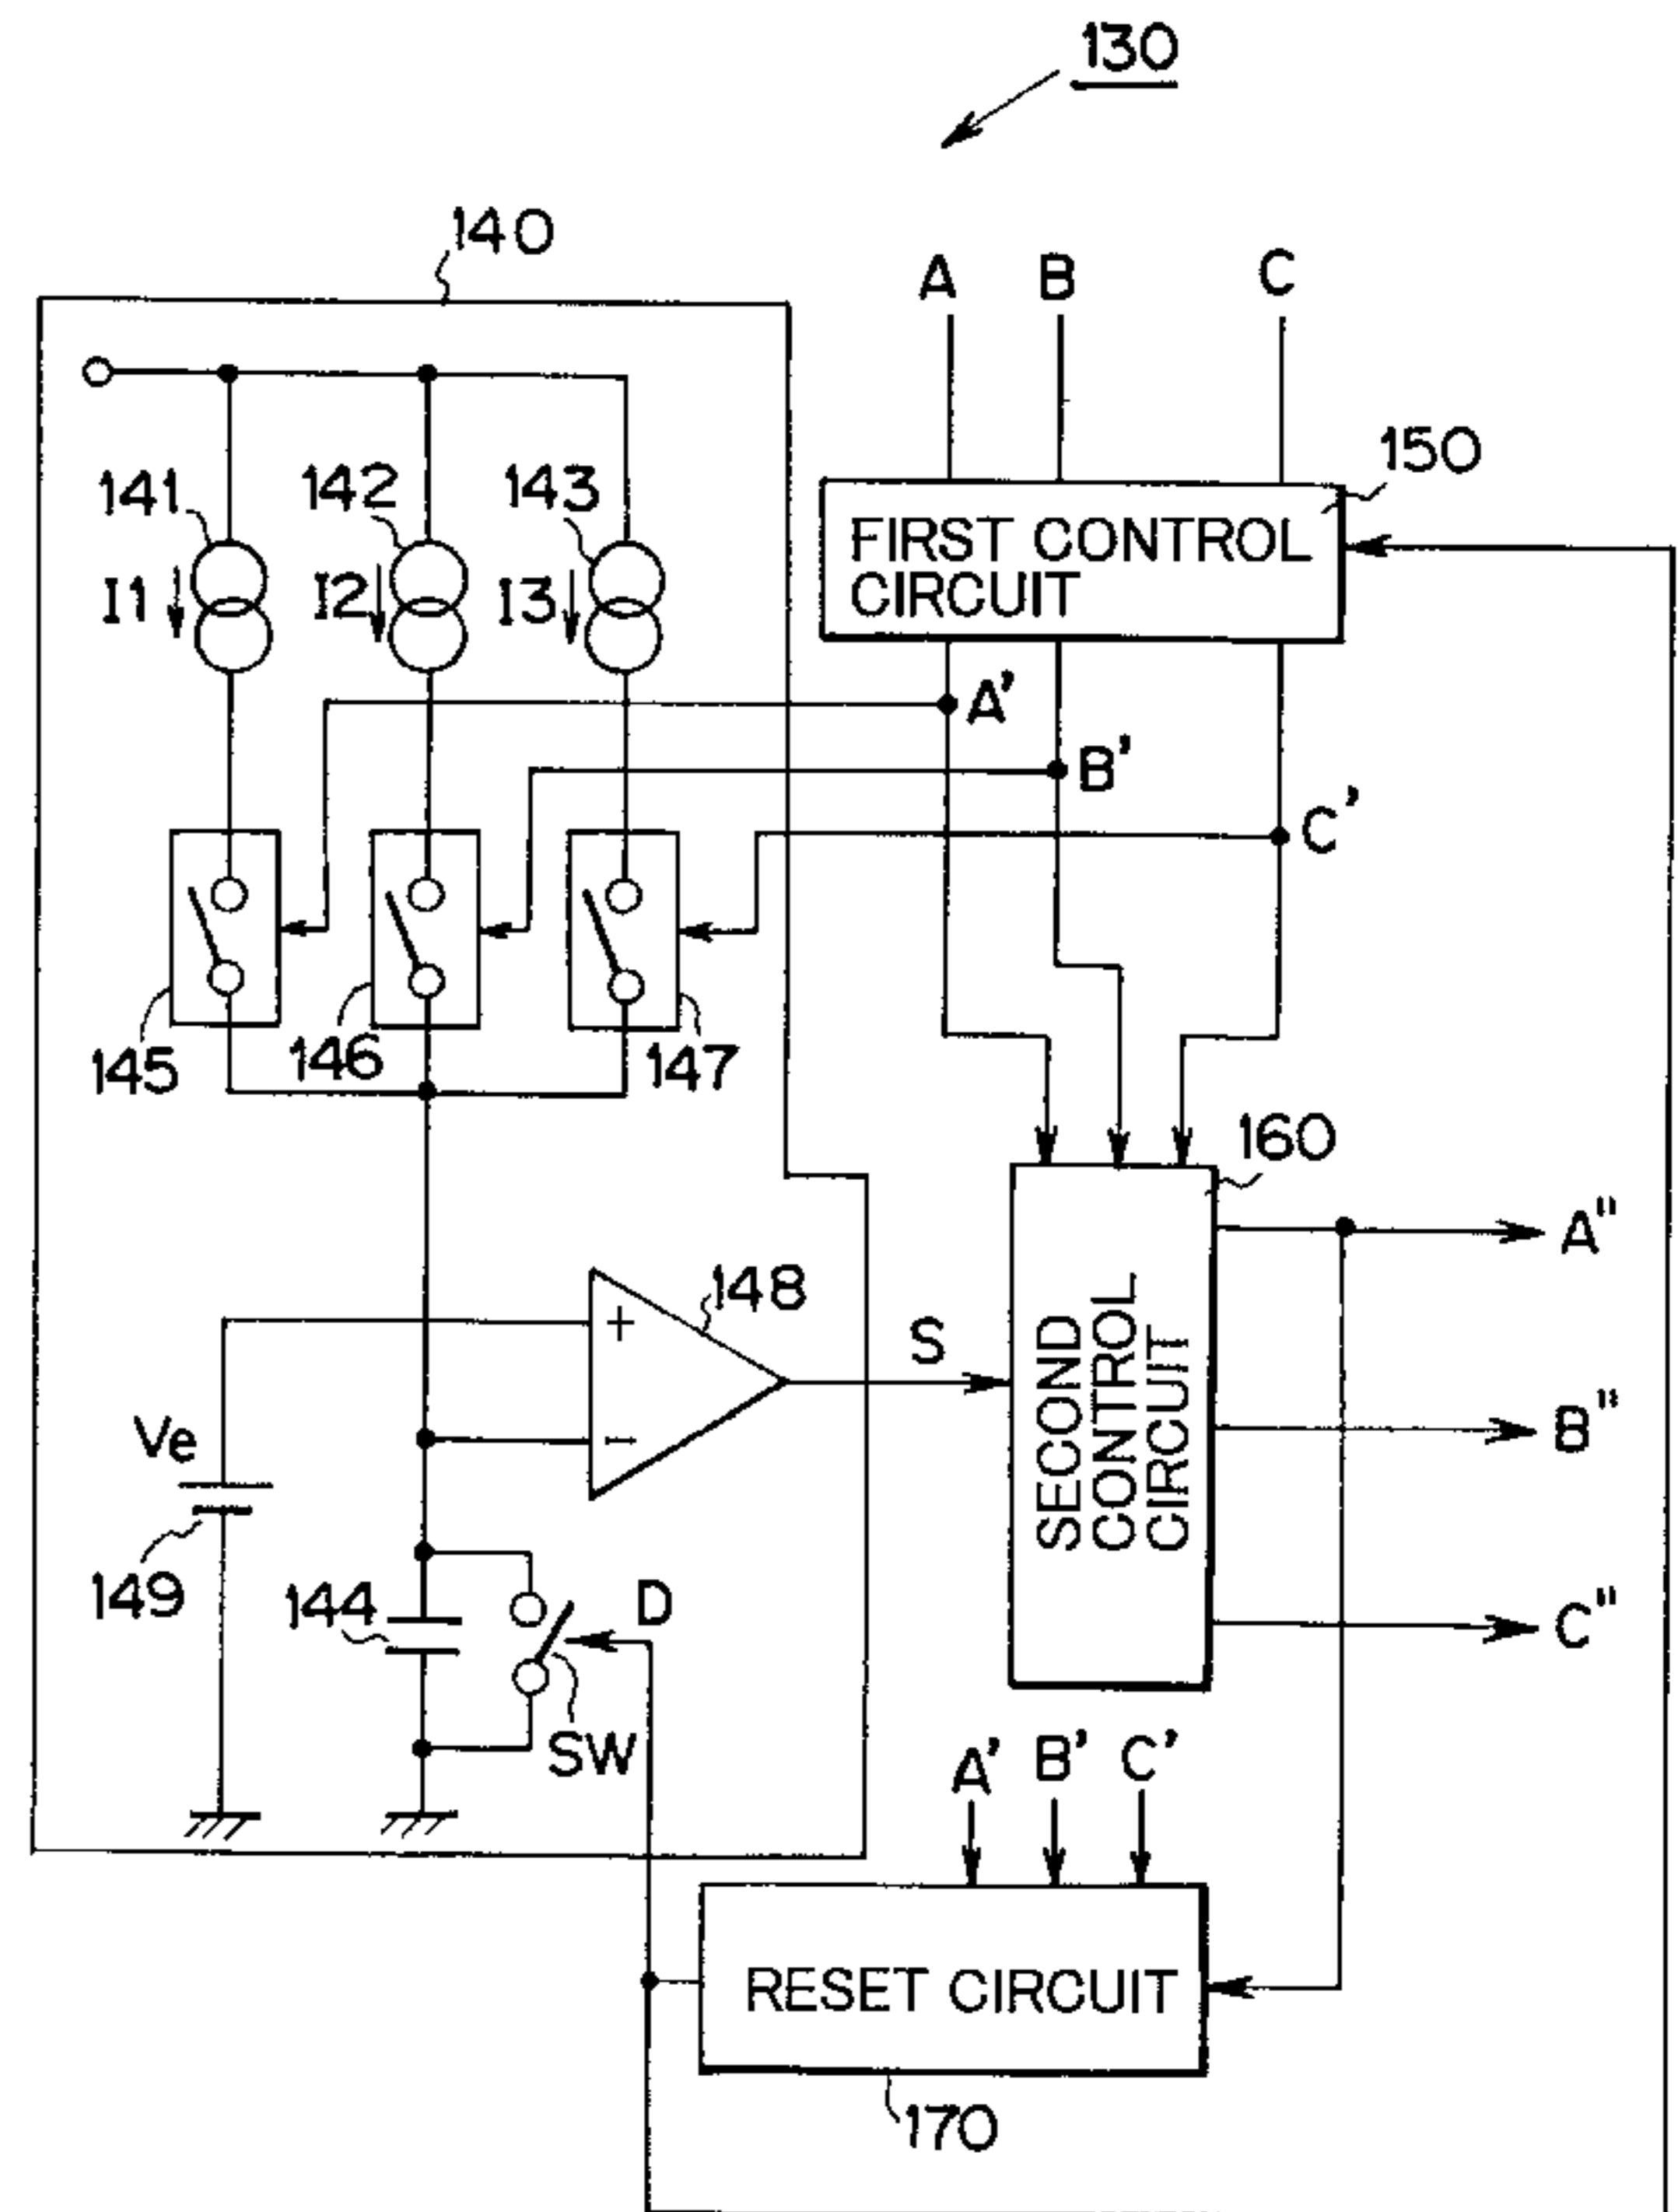 130
140
A B C
150
141 142 143
FIRST CONTROL
CIRCUIT
I1 I2 I3
A'
B'
C'
145 146 147
160
A"
148
+
S
SECOND
CONTROL
CIRCUIT
Ve
−
B"
149
144
D
C"
SW
A' B' C'
RESET CIRCUIT
170